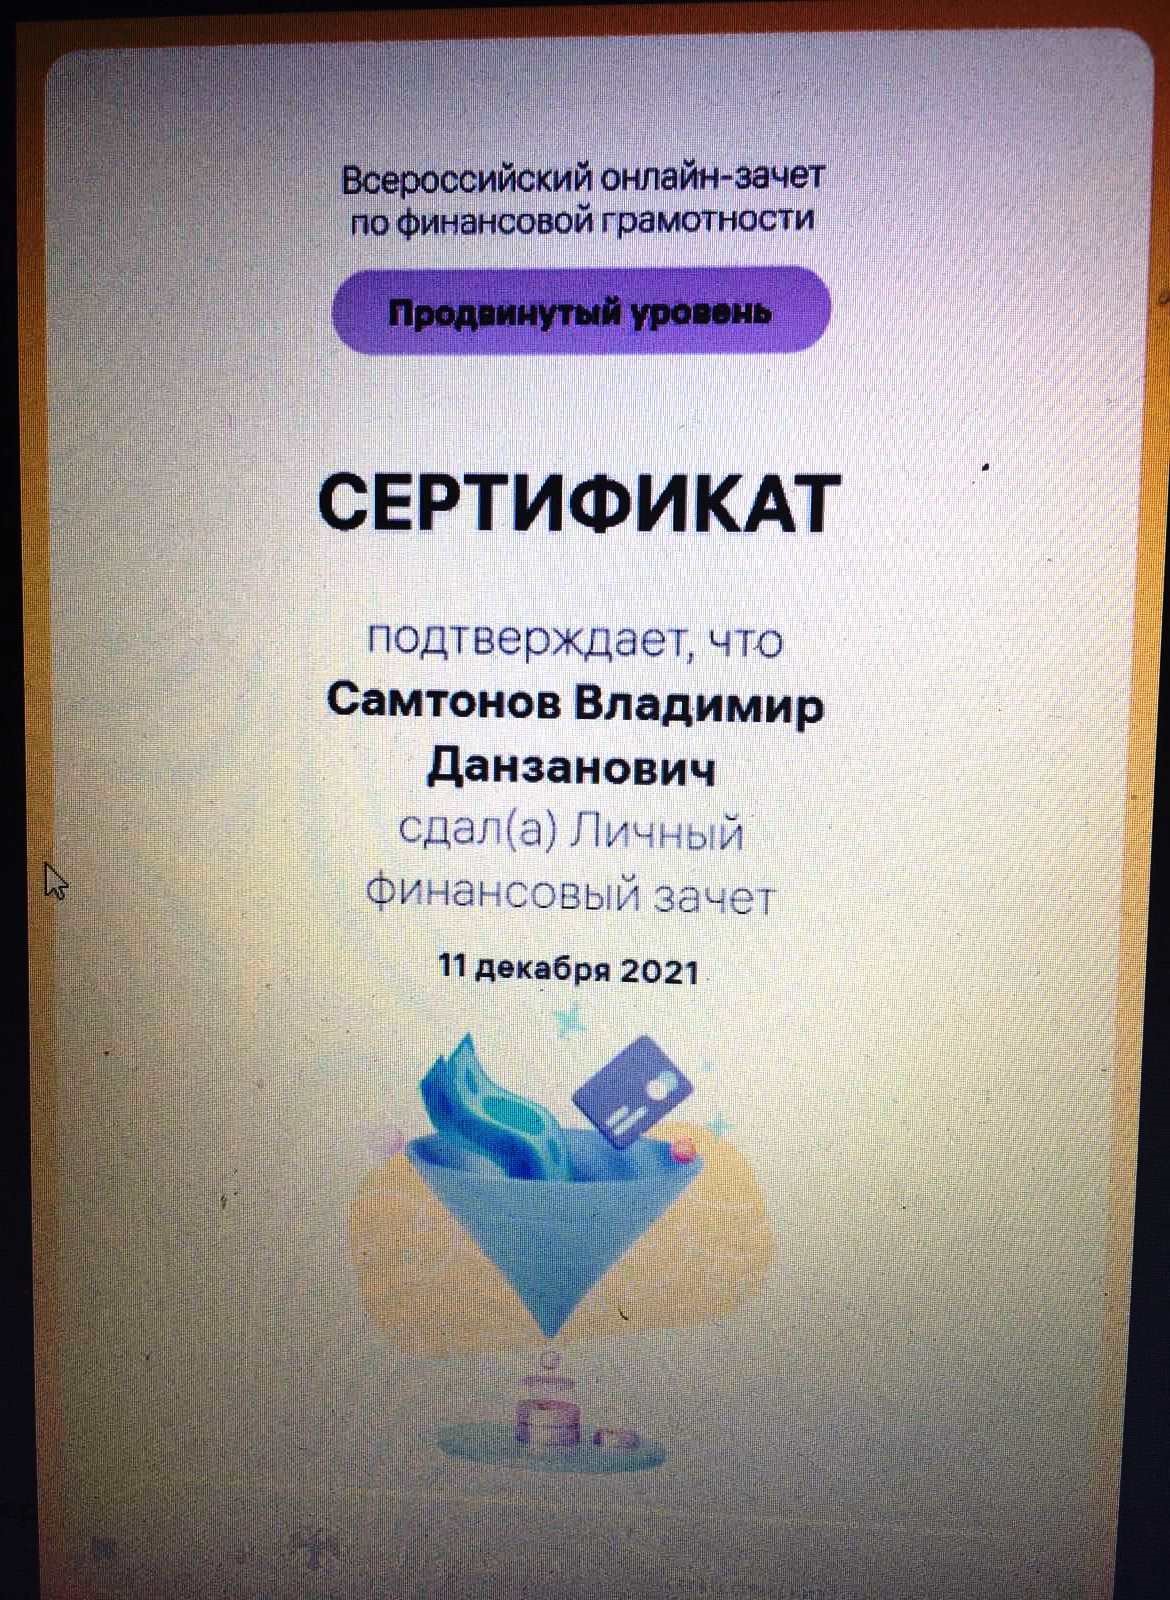 Всероссийский онлайн-зачет
по финансовой грамотности
Продвинутый уровень
СЕРТИФИКАТ
подтверждает, что
Самтонов Владимир
Данзанович
сдал(а) Личный
финансовый зачет
11 декабря 2021